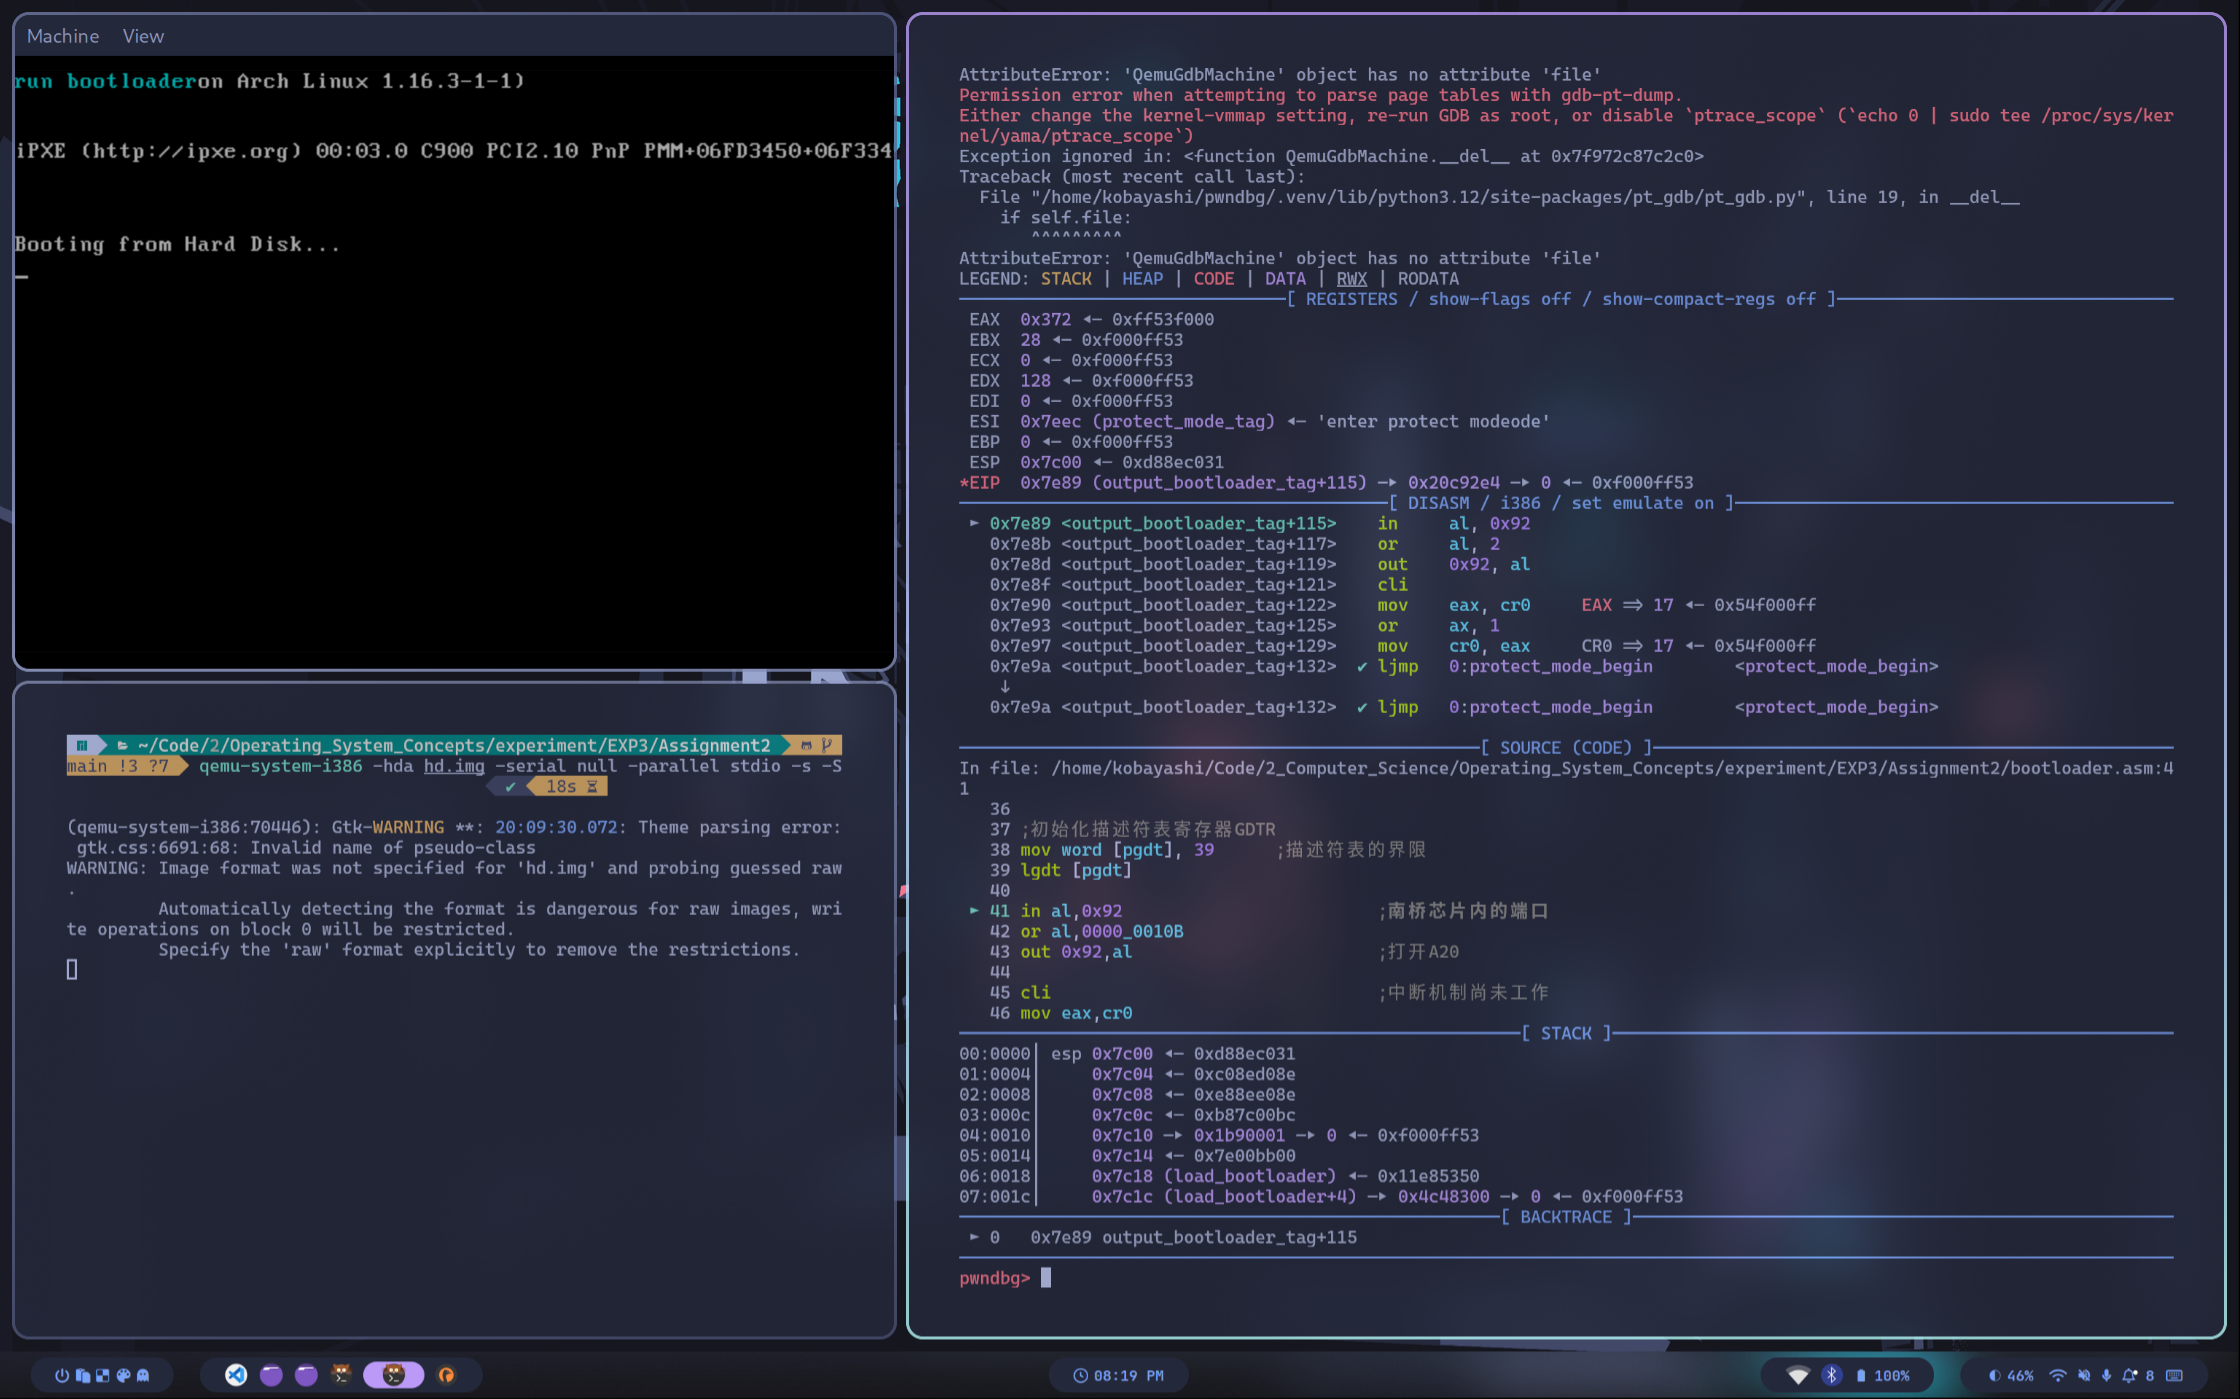 Machine View
run bootloaderon Arch Linux 1.16.3-1-1)
iPXE (http://ipxe.org) 00:03.0 C900 PCI2.10 PnP PMM+06FD3450+06F334
Booting from Hard Disk...
~/Code/2/Operating_System_Concepts/experiment/EXP3/Assignment2
main !3 ?7 qemu-system-i386 -hda hd.img -serial null -parallel stdio -s -S
✔ 18s
(qemu-system-i386:70446): Gtk-WARNING **: 20:09:30.072: Theme parsing error:
gtk.css:6691:68: Invalid name of pseudo-class
WARNING: Image format was not specified for 'hd.img' and probing guessed raw
.
Automatically detecting the format is dangerous for raw images, wri
te operations on block 0 will be restricted.
Specify the 'raw' format explicitly to remove the restrictions.
AttributeError: 'QemuGdbMachine' object has no attribute 'file'
Permission error when attempting to parse page tables with gdb-pt-dump.
Either change the kernel-vmmap setting, re-run GDB as root, or disable `ptrace_scope` (`echo 0 | sudo tee /proc/sys/ker
nel/yama/ptrace_scope`)
Exception ignored in: <function QemuGdbMachine.__del__ at 0x7f972c87c2c0>
Traceback (most recent call last):
File "/home/kobayashi/pwndbg/.venv/lib/python3.12/site-packages/pt_gdb/pt_gdb.py", line 19, in __del__
if self.file:
^^^^^^^^^
AttributeError: 'QemuGdbMachine' object has no attribute 'file'
LEGEND: STACK | HEAP | CODE | DATA | RWX | RODATA
[ REGISTERS / show-flags off / show-compact-regs off ]
EAX 0x372 ◂— 0xff53f000
EBX 28 ◂— 0xf000ff53
ECX 0 ◂— 0xf000ff53
EDX 128 ◂— 0xf000ff53
EDI 0 ◂— 0xf000ff53
ESI 0x7eec (protect_mode_tag) ◂— 'enter protect modeode'
EBP 0 ◂— 0xf000ff53
ESP 0x7c00 ◂— 0xd88ec031
*EIP 0x7e89 (output_bootloader_tag+115) —▸ 0x20c92e4 —▸ 0 ◂— 0xf000ff53
[ DISASM / i386 / set emulate on ]
► 0x7e89 <output_bootloader_tag+115> in al, 0x92
0x7e8b <output_bootloader_tag+117> or al, 2
0x7e8d <output_bootloader_tag+119> out 0x92, al
0x7e8f <output_bootloader_tag+121> cli
0x7e90 <output_bootloader_tag+122> mov eax, cr0 EAX => 17 ◂— 0x54f000ff
0x7e93 <output_bootloader_tag+125> or ax, 1
0x7e97 <output_bootloader_tag+129> mov cr0, eax CR0 => 17 ◂— 0x54f000ff
0x7e9a <output_bootloader_tag+132> ✔ ljmp 0:protect_mode_begin <protect_mode_begin>
↓
0x7e9a <output_bootloader_tag+132> ✔ ljmp 0:protect_mode_begin <protect_mode_begin>
[ SOURCE (CODE) ]
In file: /home/kobayashi/Code/2_Computer_Science/Operating_System_Concepts/experiment/EXP3/Assignment2/bootloader.asm:4
1
36
37 ;初始化描述符表寄存器GDTR
38 mov word [pgdt], 39 ;描述符表的界限
39 lgdt [pgdt]
40
► 41 in al,0x92 ;南桥芯片内的端口
42 or al,0000_0010B
43 out 0x92,al ;打开A20
44
45 cli ;中断机制尚未工作
46 mov eax,cr0
[ STACK ]
00:0000│ esp 0x7c00 ◂— 0xd88ec031
01:0004│ 0x7c04 ◂— 0xc08ed08e
02:0008│ 0x7c08 ◂— 0xe88ee08e
03:000c│ 0x7c0c ◂— 0xb87c00bc
04:0010│ 0x7c10 —▸ 0x1b90001 —▸ 0 ◂— 0xf000ff53
05:0014│ 0x7c14 ◂— 0x7e00bb00
06:0018│ 0x7c18 (load_bootloader) ◂— 0x11e85350
07:001c│ 0x7c1c (load_bootloader+4) —▸ 0x4c48300 —▸ 0 ◂— 0xf000ff53
[ BACKTRACE ]
► 0 0x7e89 output_bootloader_tag+115
pwndbg>
08:19 PM
100%
46%
8